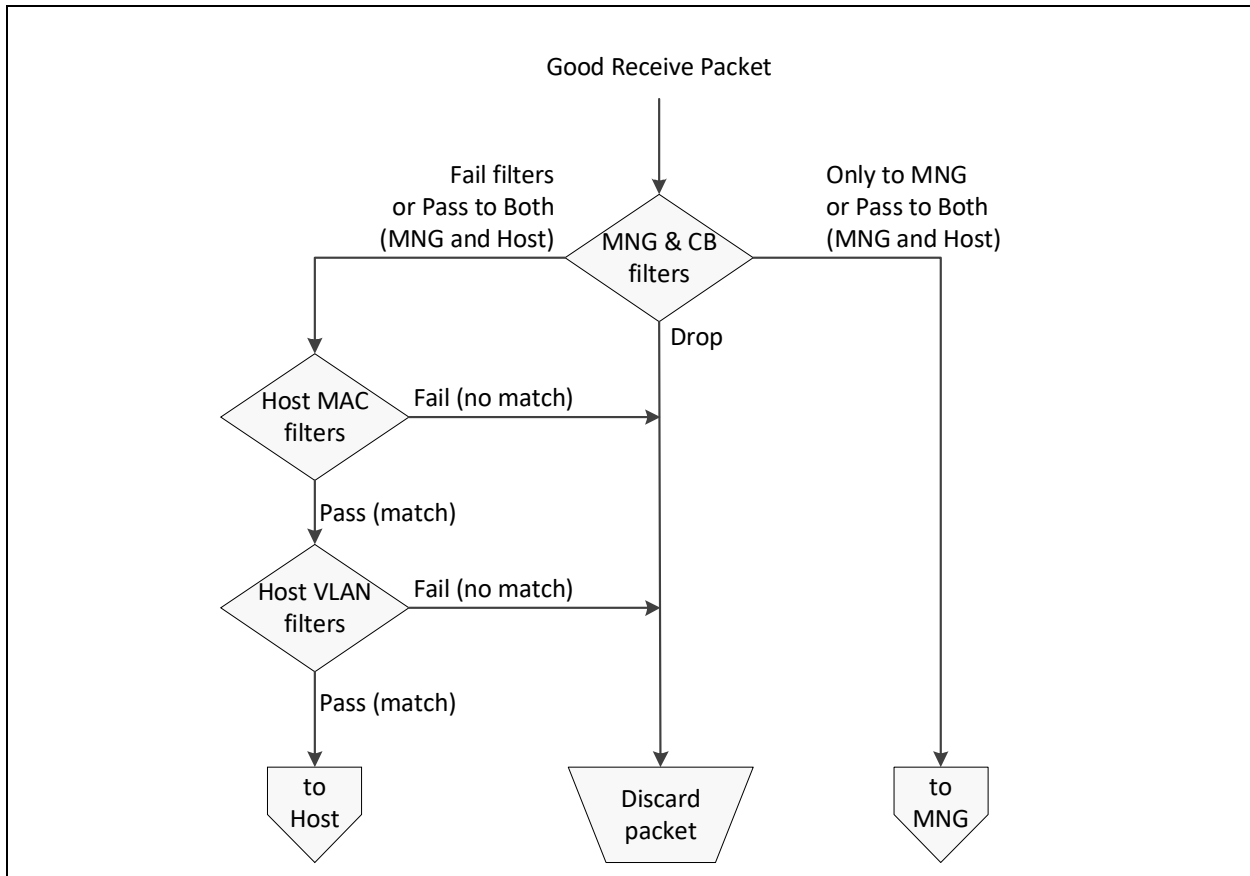 Good Receive Packet
Fail filters
or Pass to Both
(MNG and Host)
Only to MNG
or Pass to Both
(MNG and Host)
MNG & CB
filters
Drop
Host MAC
filters
Fail (no match)
Pass (match)
Host VLAN
filters
Fail (no match)
Pass (match)
to
Host
Discard
packet
to
MNG